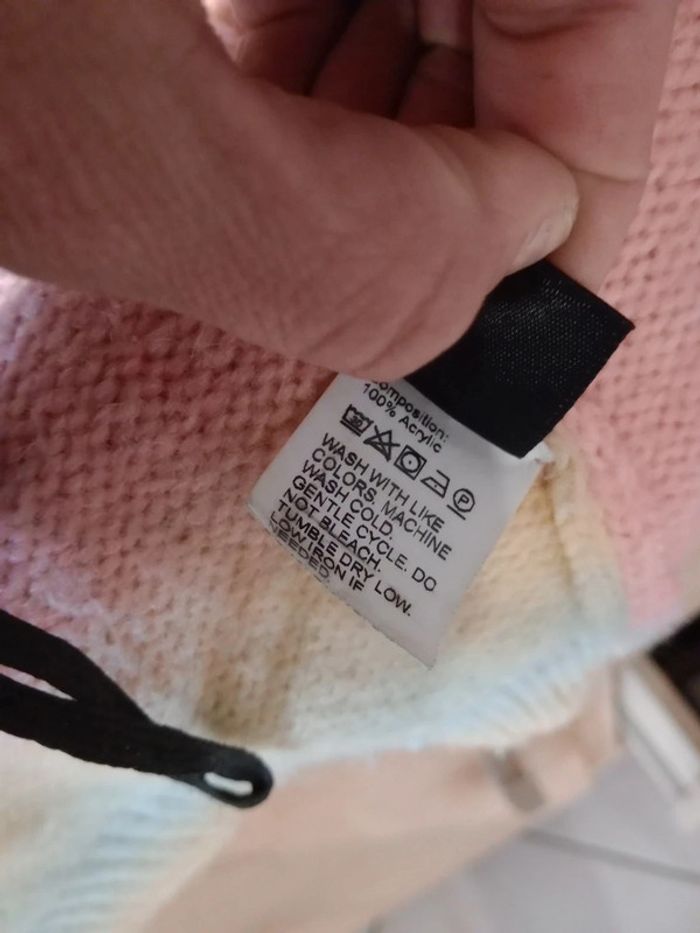 omposition:
100% Acrylic
30 P
WASH WITH LIKE
COLORS. MACHINE
WASH COLD.
GENTLE CYCLE. DO
NOT BLEACH.
TUMBLE DRY LOW.
LOW IRON IF
NEEDED.